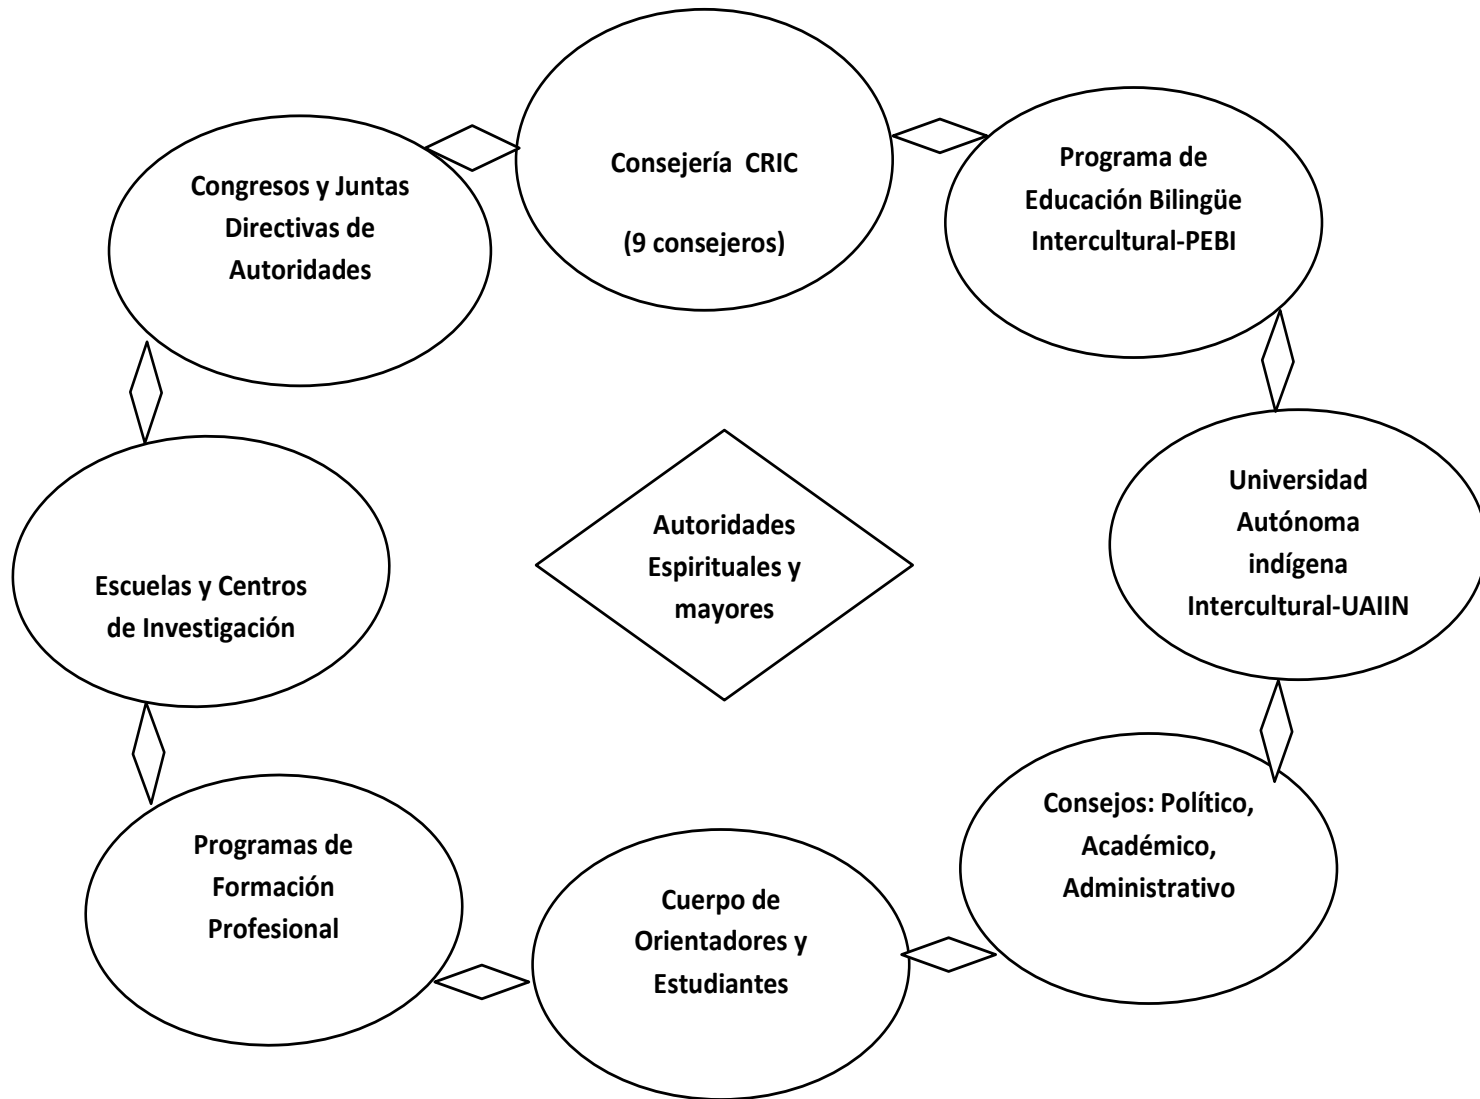 Consejería CRIC
(9 consejeros)
Programa de
Educación Bilingüe
Intercultural-PEBI
Universidad
Autónoma
indígena
Intercultural-UAIIN
Consejos: Político,
Académico,
Administrativo
Cuerpo de
Orientadores y
Estudiantes
Programas de
Formación
Profesional
Escuelas y Centros
de Investigación
Congresos y Juntas
Directivas de
Autoridades
Autoridades
Espirituales y
mayores